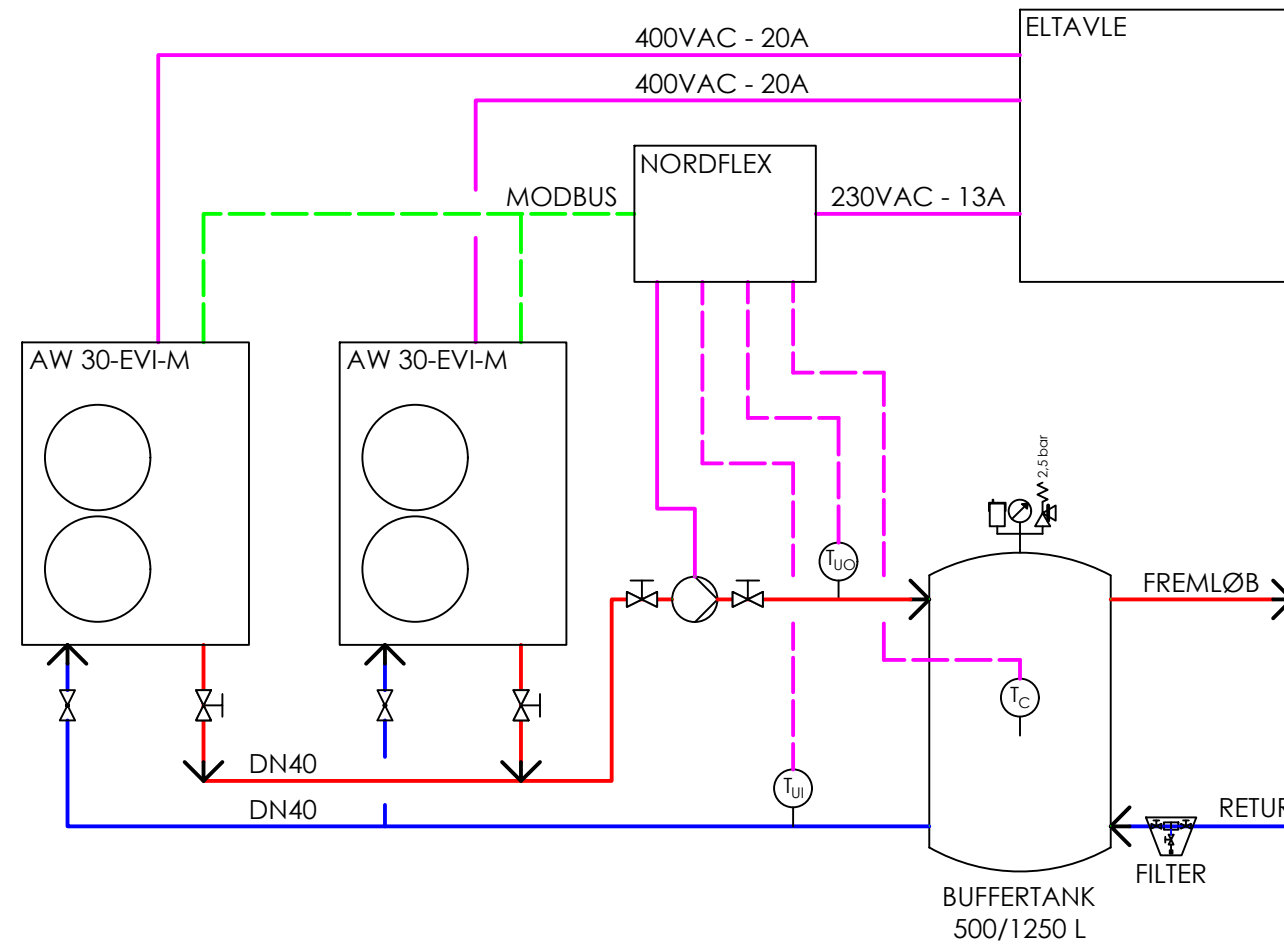 400VAC - 20A
ELTAVLE
400VAC - 20A
NORDFLEX
MODBUS
230VAC - 13A
AW 30-EVI-M
AW 30-EVI-M
2,5 bar
TUO
FREMLØB
TC
DN40
TUI
DN40
RETUR
FILTER
BUFFERTANK
500/1250 L